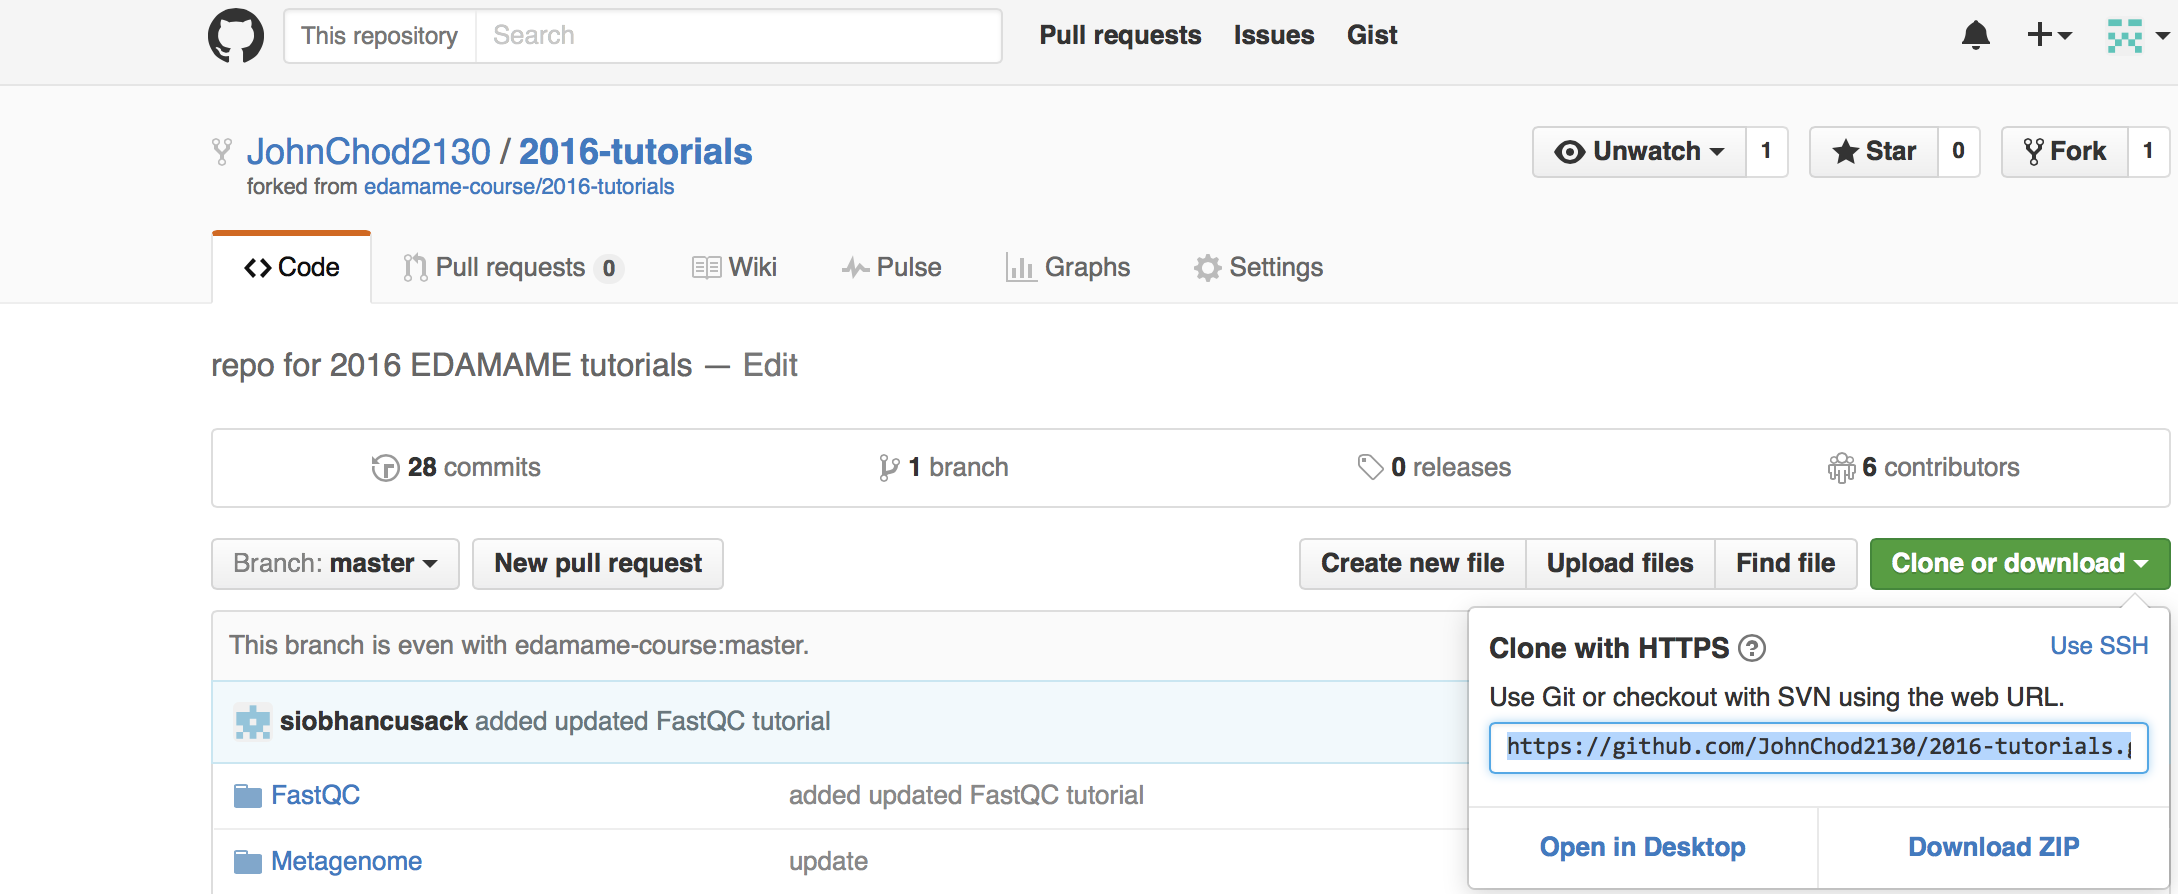 This repository Search Pull requests Issues Gist
JohnChod2130 / 2016-tutorials
forked from edamame-course/2016-tutorials
Unwatch 1 Star 0 Fork 1
Code Pull requests 0 Wiki Pulse Graphs Settings
repo for 2016 EDAMAME tutorials — Edit
28 commits 1 branch 0 releases 6 contributors
Branch: master New pull request Create new file Upload files Find file Clone or download
This branch is even with edamame-course:master.
siobhancusack added updated FastQC tutorial
FastQC added updated FastQC tutorial
Metagenome update
Clone with HTTPS ? Use SSH
Use Git or checkout with SVN using the web URL.
https://github.com/JohnChod2130/2016-tutorials.g
Open in Desktop Download ZIP